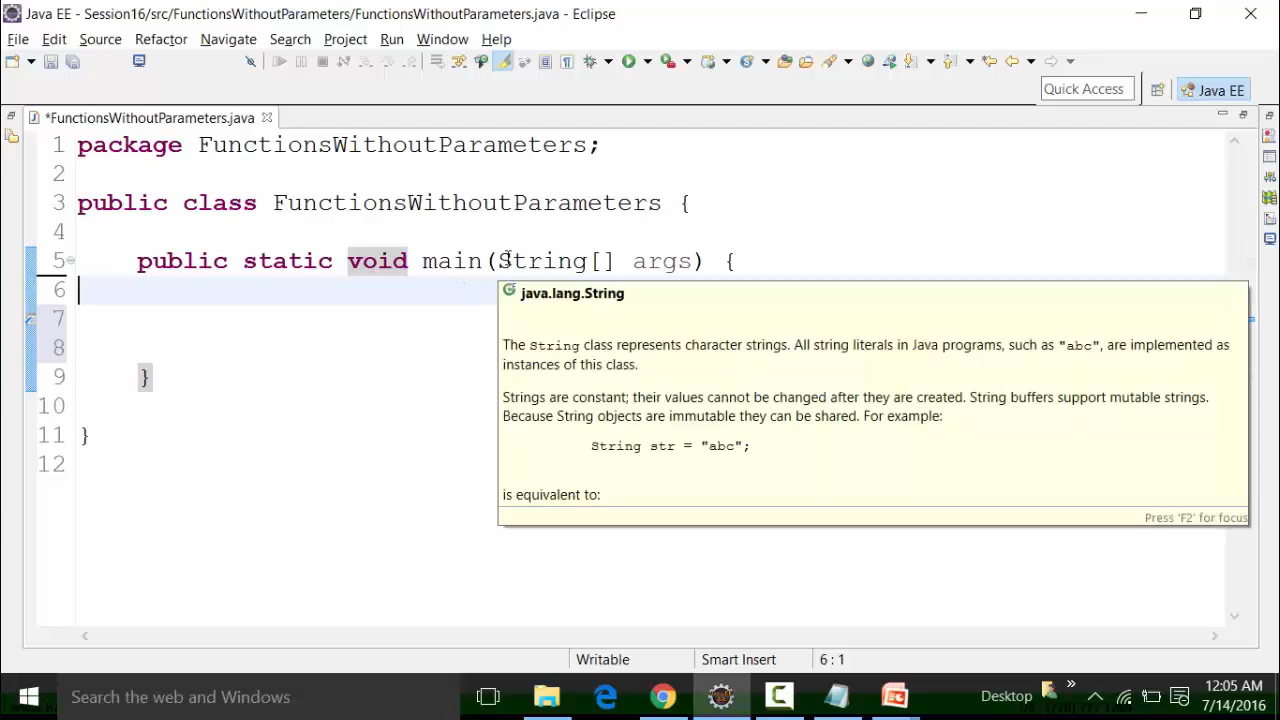 Java EE - Session16/src/FunctionsWithoutParameters/FunctionsWithoutParameters.java - Eclipse
File Edit Source Refactor Navigate Search Project Run Window Help
Quick Access
Java EE
*FunctionsWithoutParameters.java
1 package FunctionsWithoutParameters;
2
3 public class FunctionsWithoutParameters {
4
5 public static void main(String[] args) {
6
7
8
9 }
10
11 }
12
java.lang.String
The String class represents character strings. All string literals in Java programs, such as "abc", are implemented as
instances of this class.
Strings are constant; their values cannot be changed after they are created. String buffers support mutable strings.
Because String objects are immutable they can be shared. For example:
String str = "abc";
is equivalent to:
Press 'F2' for focus
Writable Smart Insert 6 : 1
Search the web and Windows
Desktop
12:05 AM
7/14/2016